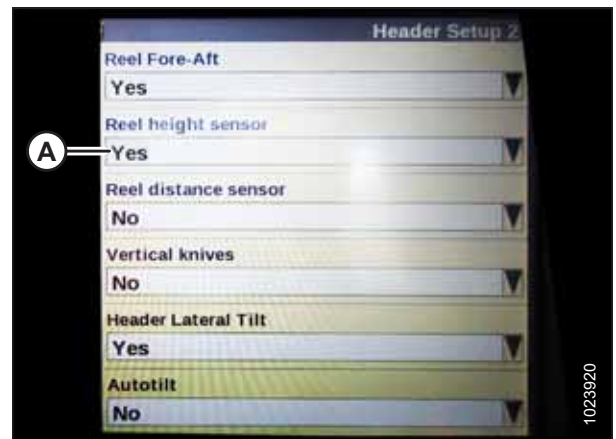 Header Setup 2
Reel Fore-Aft
Yes
Reel height sensor
A
Yes
Reel distance sensor
No
Vertical knives
No
Header Lateral Tilt
Yes
Autotilt
No
1023920